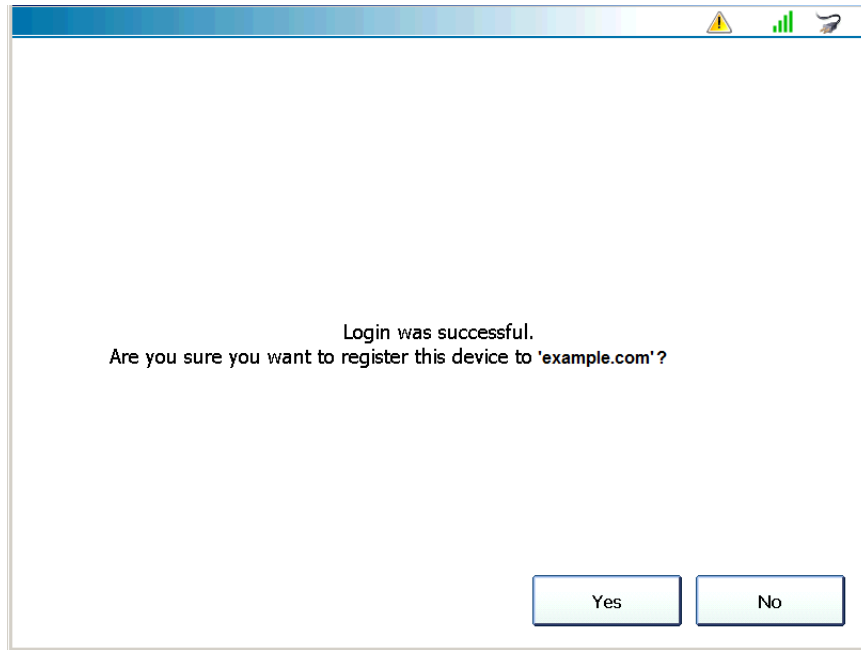 Login was successful.
Are you sure you want to register this device to 'example.com'?
Yes
No